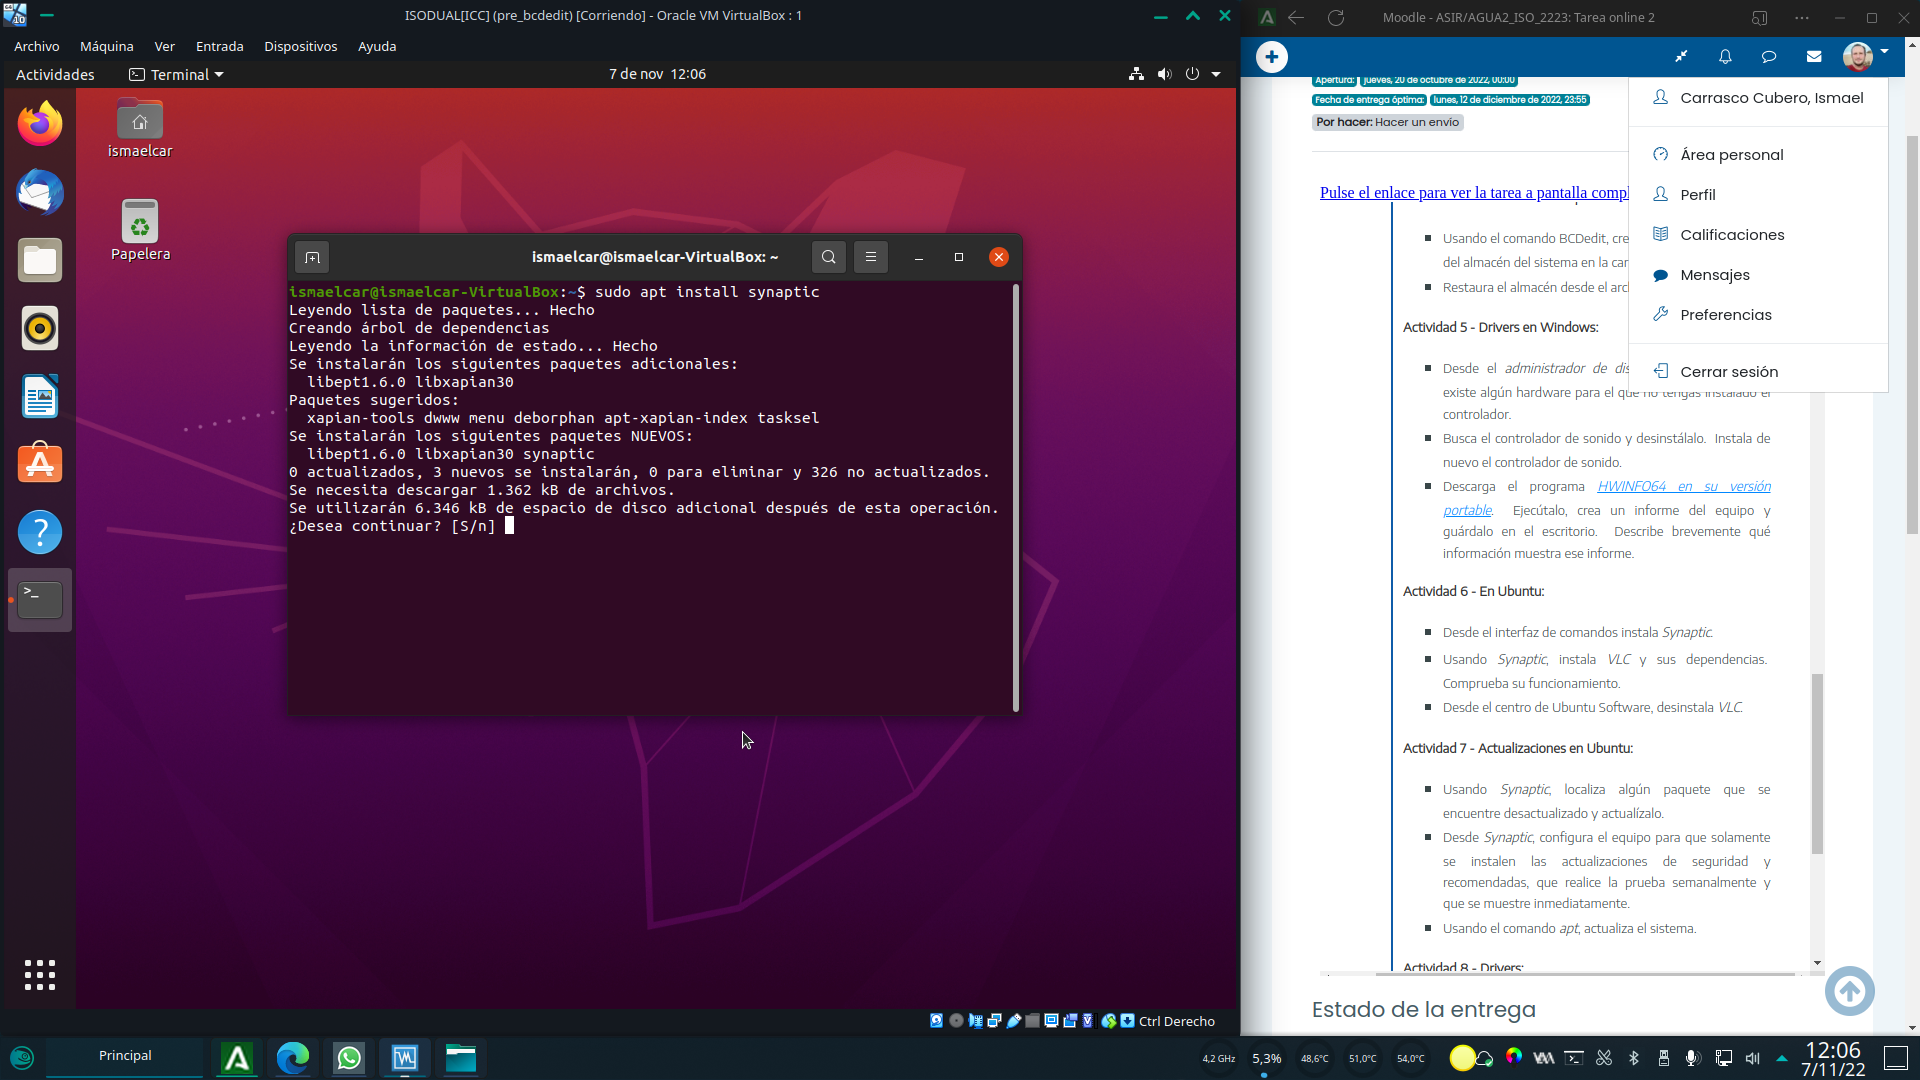 ISODUAL[ICC] (pre_bcdedit) [Corriendo] - Oracle VM VirtualBox : 1
Archivo Máquina Ver Entrada Dispositivos Ayuda
Actividades Terminal 7 de nov 12:06
ismaelcar
Papelera
ismaelcar@ismaelcar-VirtualBox: ~
ismaelcar@ismaelcar-VirtualBox:~$ sudo apt install synaptic
Leyendo lista de paquetes... Hecho
Creando árbol de dependencias
Leyendo la información de estado... Hecho
Se instalarán los siguientes paquetes adicionales:
libept1.6.0 libxapian30
Paquetes sugeridos:
xapian-tools dwww menu deborphan apt-xapian-index tasksel
Se instalarán los siguientes paquetes NUEVOS:
libept1.6.0 libxapian30 synaptic
0 actualizados, 3 nuevos se instalarán, 0 para eliminar y 326 no actualizados.
Se necesita descargar 1.362 kB de archivos.
Se utilizarán 6.346 kB de espacio de disco adicional después de esta operación.
¿Desea continuar? [S/n]
Ctrl Derecho
Moodle - ASIR/AGUA2_ISO_2223: Tarea online 2
Apertura: jueves, 20 de octubre de 2022, 00:00
Fecha de entrega óptima: lunes, 12 de diciembre de 2022, 23:55
Por hacer: Hacer un envío
Pulse el enlace para ver la tarea a pantalla compl
Carrasco Cubero, Ismael
Área personal
Perfil
Calificaciones
Mensajes
Preferencias
Cerrar sesión
Usando el comando BCDedit, cre
del almacén del sistema en la car
Restaura el almacén desde el arc
Actividad 5 - Drivers en Windows:
Desde el administrador de dis
existe algún hardware para el que no tengas instalado el
controlador.
Busca el controlador de sonido y desinstálalo. Instala de
nuevo el controlador de sonido.
Descarga el programa HWINFO64 en su versión
portable. Ejecútalo, crea un informe del equipo y
guárdalo en el escritorio. Describe brevemente qué
información muestra ese informe.
Actividad 6 - En Ubuntu:
Desde el interfaz de comandos instala Synaptic.
Usando Synaptic, instala VLC y sus dependencias.
Comprueba su funcionamiento.
Desde el centro de Ubuntu Software, desinstala VLC.
Actividad 7 - Actualizaciones en Ubuntu:
Usando Synaptic, localiza algún paquete que se
encuentre desactualizado y actualízalo.
Desde Synaptic, configura el equipo para que solamente
se instalen las actualizaciones de seguridad y
recomendadas, que realice la prueba semanalmente y
que se muestre inmediatamente.
Usando el comando apt, actualiza el sistema.
Actividad 8 - Drivers:
Estado de la entrega
Principal
4,2 GHz 5,3% 48,6°C 51,0°C 54,0°C
12:06
7/11/22